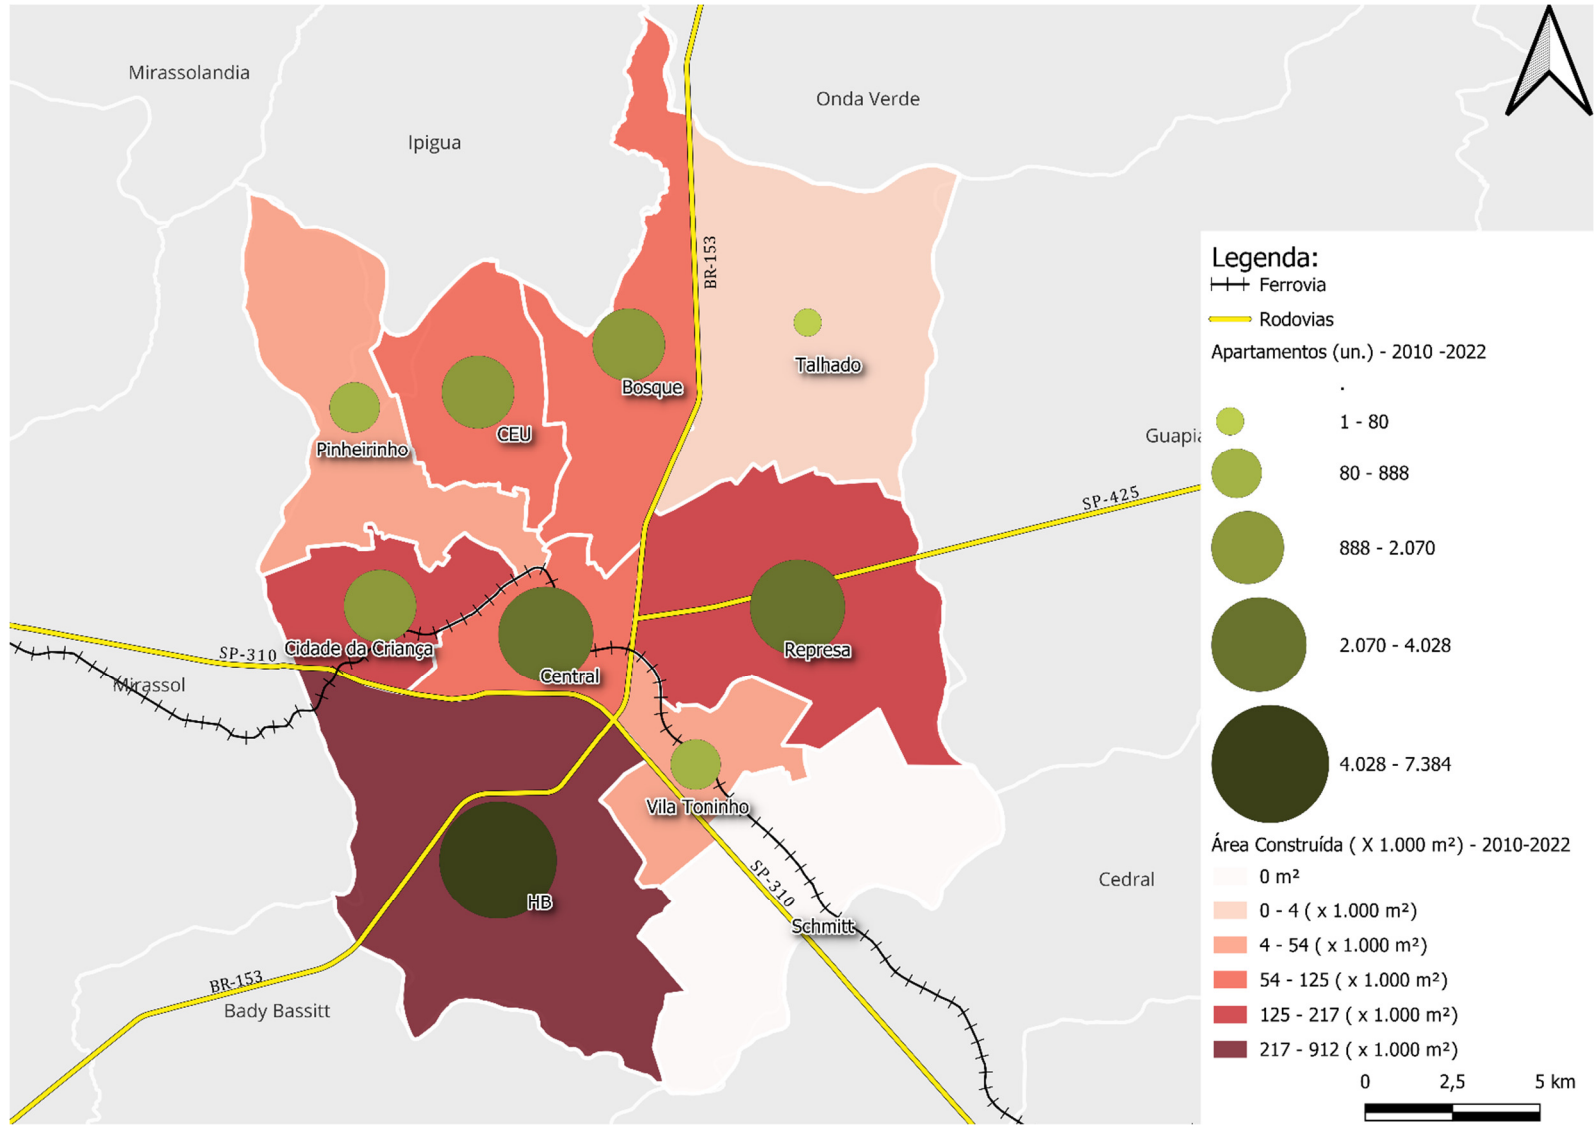 Mirassolandia
Onda Verde
Ipigua
BR-153
Legenda:
Ferrovia
Rodovias
Apartamentos (un.) - 2010 -2022
.
Talhado
Bosque
1 - 80
CEU
Guapia
Pinheirinho
80 - 888
SP-425
888 - 2.070
Cidade da Criança
SP-310
Represa
2.070 - 4.028
Central
Mirassol
4.028 - 7.384
Vila Toninho
Área Construída ( X 1.000 m²) - 2010-2022
0 m²
SP-310
Cedral
HB
0 - 4 ( x 1.000 m²)
Schmitt
4 - 54 ( x 1.000 m²)
BR-153
54 - 125 ( x 1.000 m²)
Bady Bassitt
125 - 217 ( x 1.000 m²)
217 - 912 ( x 1.000 m²)
0 2,5 5 km